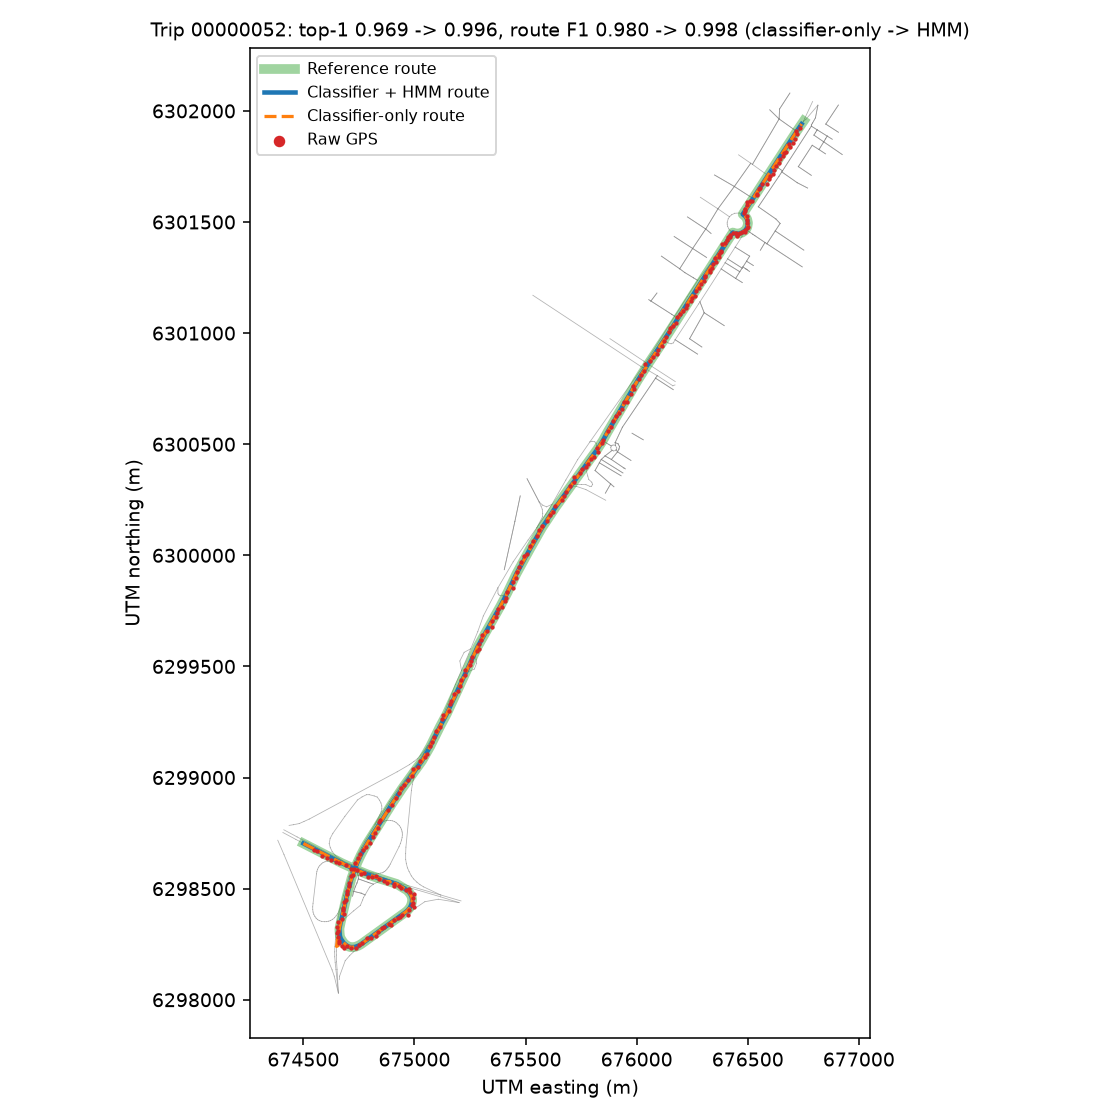 Trip 00000052: top-1 0.969 -> 0.996, route F1 0.980 -> 0.998 (classifier-only -> HMM)
Reference route
Classifier + HMM route
Classifier-only route
Raw GPS
6302000
6301500
6301000
6300500
6300000
6299500
6299000
6298500
6298000
UTM northing (m)
674500 675000 675500 676000 676500 677000
UTM easting (m)